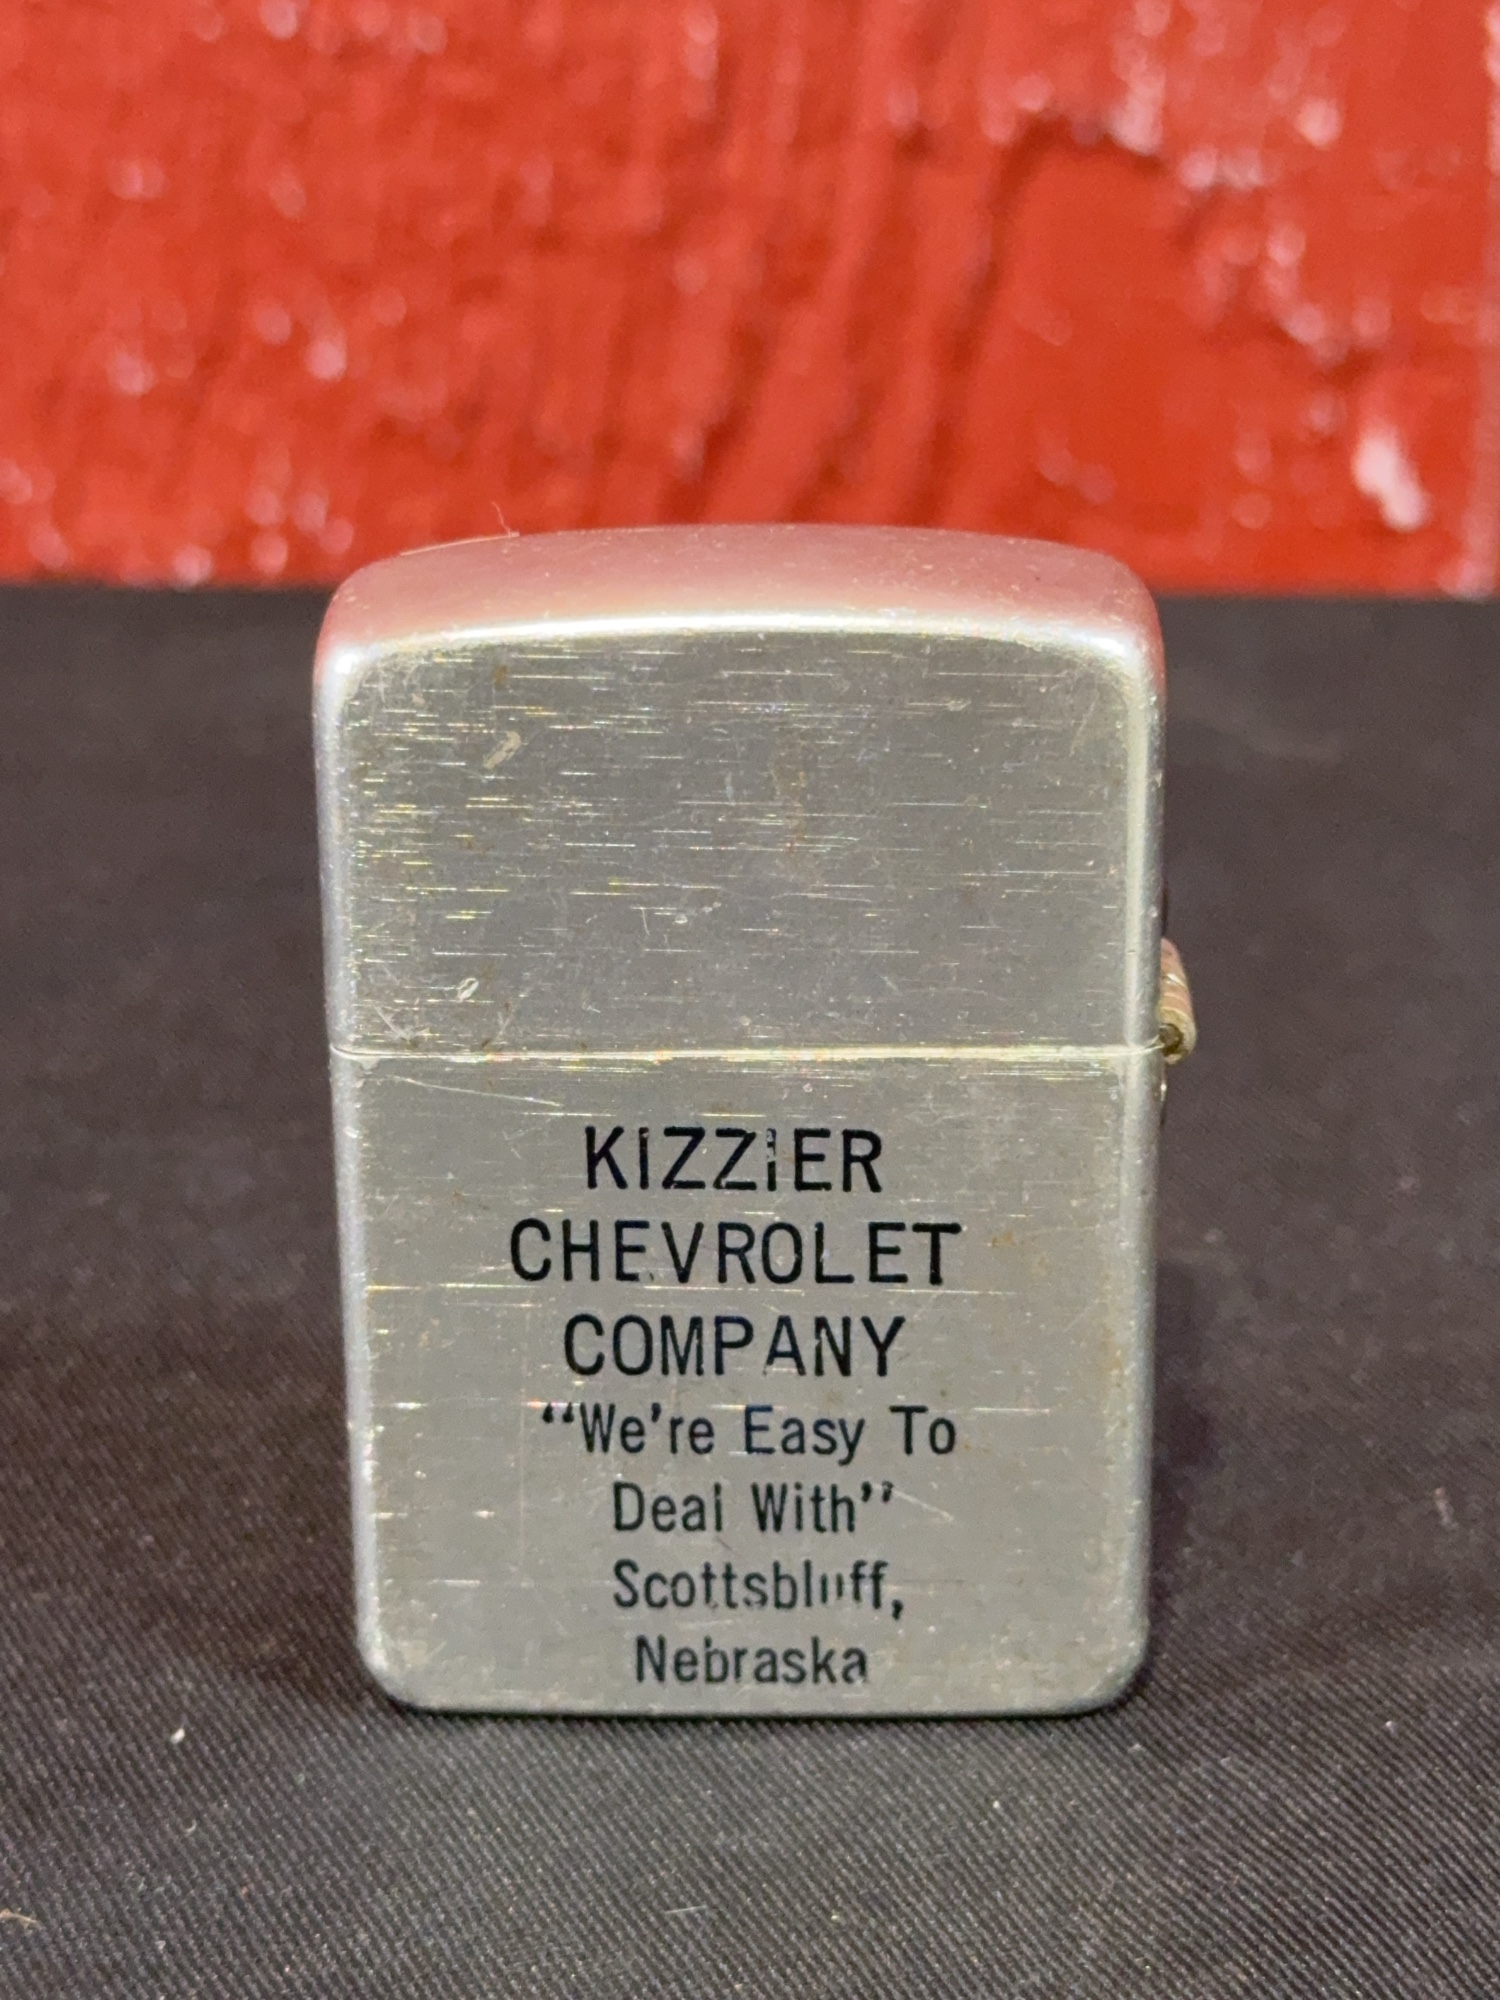 KIZZIER
CHEVROLET
COMPANY
“We're Easy To
Deal With”
Scottsbluff,
Nebraska